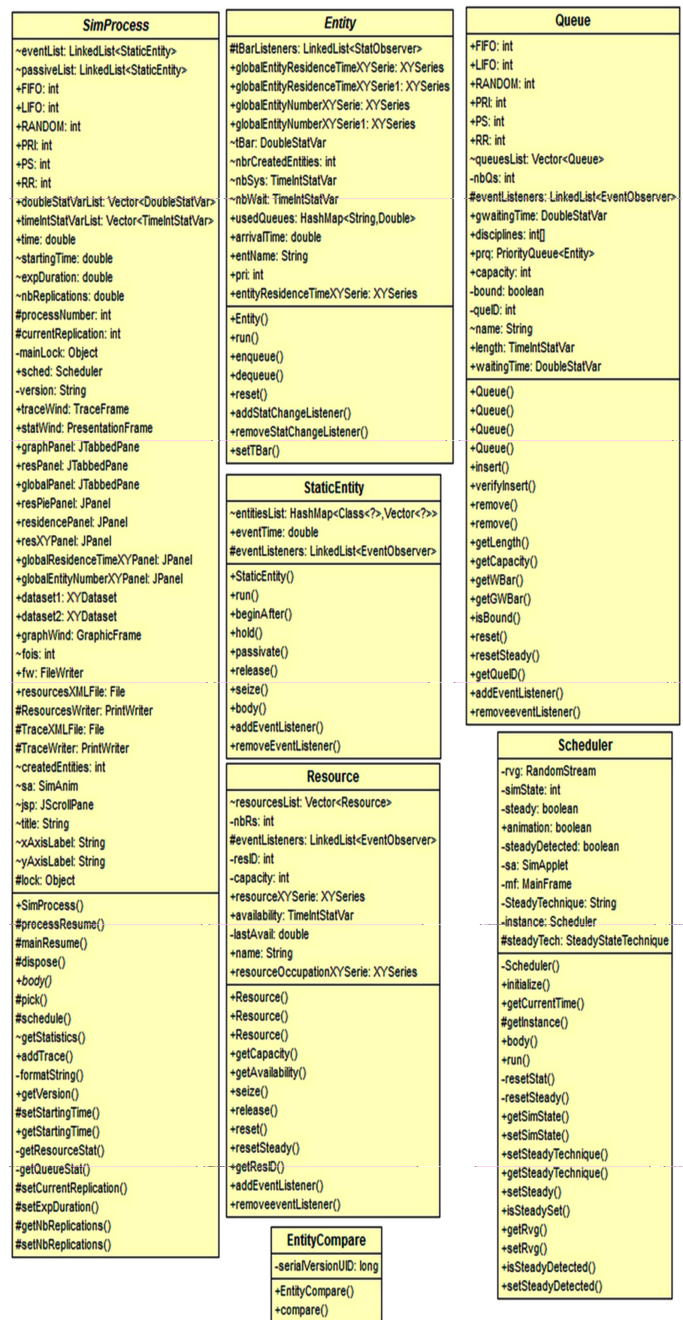 SimProcess
~eventList: LinkedList<StaticEntity>
~passiveList: LinkedList<StaticEntity>
+FIFO: int
+LIFO: int
+RANDOM: int
+PRI: int
+PS: int
+RR: int
+doubleStatVarList: Vector<DoubleStatVar>
+timeIntStatVarList: Vector<TimeIntStatVar>
+time: double
~startingTime: double
~expDuration: double
~nbReplications: double
#processNumber: int
#currentReplication: int
-mainLock: Object
+sched: Scheduler
-version: String
+traceWind: TraceFrame
+statWind: PresentationFrame
+graphPanel: JTabbedPane
+resPanel: JTabbedPane
+globalPanel: JTabbedPane
+resPiePanel: JPanel
+residencePanel: JPanel
+resXYPanel: JPanel
+globalResidenceTimeXYPanel: JPanel
+globalEntityNumberXYPanel: JPanel
+dataset1: XYDataset
+dataset2: XYDataset
+graphWind: GraphicFrame
~fois: int
+fw: FileWriter
+resourcesXMLFile: File
#ResourcesWriter: PrintWriter
#TraceXMLFile: File
#TraceWriter: PrintWriter
~createdEntities: int
~sa: SimAnim
~jsp: JScrollPane
~title: String
~xAxisLabel: String
~yAxisLabel: String
#lock: Object
+SimProcess()
#processResume()
#mainResume()
#dispose()
+body()
#pick()
#schedule()
~getStatistics()
+addTrace()
-formatString()
+getVersion()
#setStartingTime()
+getStartingTime()
-getResourceStat()
-getQueueStat()
#setCurrentReplication()
#setExpDuration()
#getNbReplications()
#setNbReplications()
Entity
#tBarListeners: LinkedList<StatObserver>
+globalEntityResidenceTimeXYSerie: XYSeries
+globalEntityResidenceTimeXYSerie1: XYSeries
+globalEntityNumberXYSerie: XYSeries
+globalEntityNumberXYSerie1: XYSeries
~tBar: DoubleStatVar
~nbrCreatedEntities: int
~nbSys: TimeIntStatVar
~nbWait: TimeIntStatVar
+usedQueues: HashMap<String,Double>
+arrivalTime: double
+entName: String
+pri: int
+entityResidenceTimeXYSerie: XYSeries
+Entity()
+run()
+enqueue()
+dequeue()
+reset()
+addStatChangeListener()
+removeStatChangeListener()
+setTBar()
StaticEntity
~entitiesList: HashMap<Class<?>,Vector<?>>
+eventTime: double
#eventListeners: LinkedList<EventObserver>
+StaticEntity()
+run()
+beginAfter()
+hold()
+passivate()
+release()
+seize()
+body()
+addEventListener()
+removeEventListener()
Resource
~resourcesList: Vector<Resource>
-nbRs: int
#eventListeners: LinkedList<EventObserver>
-resID: int
-capacity: int
+resourceXYSerie: XYSeries
+availability: TimeIntStatVar
-lastAvail: double
+name: String
+resourceOccupationXYSerie: XYSeries
+Resource()
+Resource()
+Resource()
+getCapacity()
+getAvailability()
+seize()
+release()
+reset()
+resetSteady()
+getResID()
+addEventListener()
+removeeventListener()
EntityCompare
-serialVersionUID: long
+EntityCompare()
+compare()
Queue
+FIFO: int
+LIFO: int
+RANDOM: int
+PRI: int
+PS: int
+RR: int
~queuesList: Vector<Queue>
-nbQs: int
#eventListeners: LinkedList<EventObserver>
+gwaitingTime: DoubleStatVar
+disciplines: int[]
+prq: PriorityQueue<Entity>
+capacity: int
-bound: boolean
-queID: int
~name: String
+length: TimeIntStatVar
+waitingTime: DoubleStatVar
+Queue()
+Queue()
+Queue()
+Queue()
+insert()
+verifyInsert()
+remove()
+remove()
+getLength()
+getCapacity()
+getWBar()
+getGWBar()
+isBound()
+reset()
+resetSteady()
+getQueID()
+addEventListener()
+removeeventListener()
Scheduler
-rvg: RandomStream
-simState: int
-steady: boolean
+animation: boolean
-steadyDetected: boolean
-sa: SimApplet
-mf: MainFrame
-SteadyTechnique: String
-instance: Scheduler
#steadyTech: SteadyStateTechnique
-Scheduler()
+initialize()
+getCurrentTime()
#getInstance()
+body()
+run()
-resetStat()
-resetSteady()
+getSimState()
+setSimState()
+setSteadyTechnique()
+getSteadyTechnique()
+setSteady()
+isSteadySet()
+getRvg()
+setRvg()
+isSteadyDetected()
+setSteadyDetected()